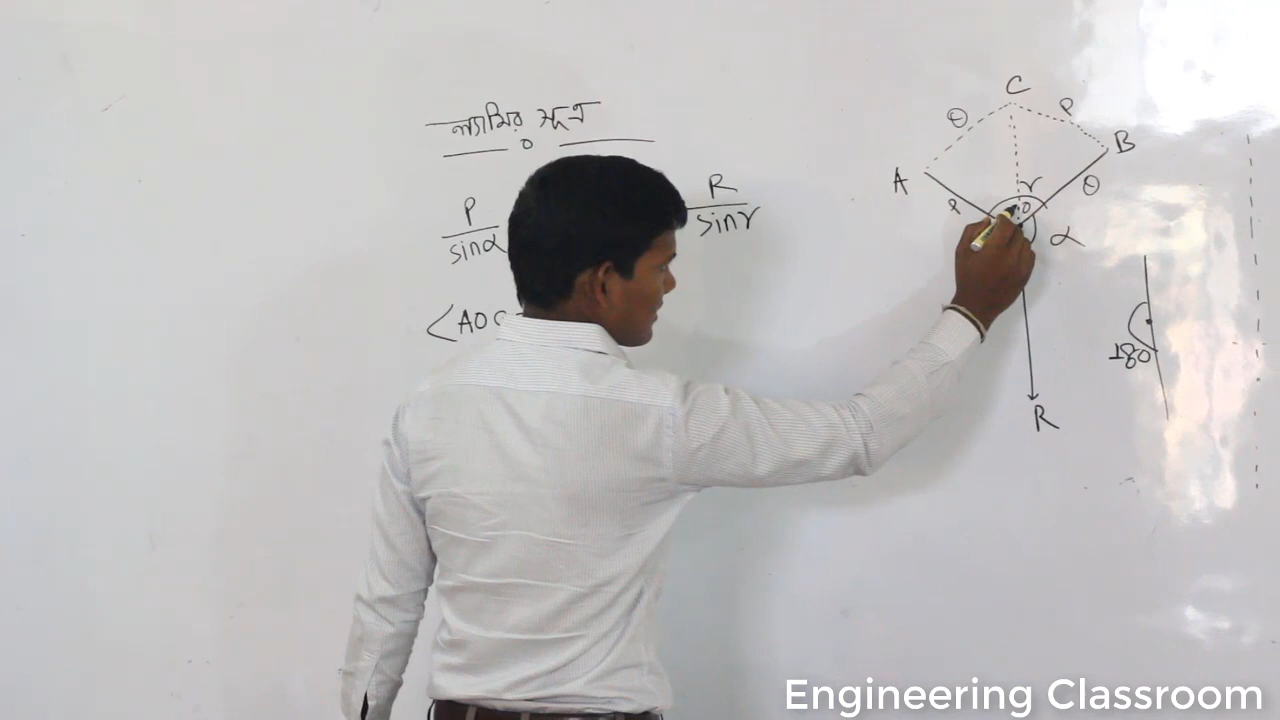 ল্যামির সূত্র
P/sinα R/sinγ
<AOC
C
Q P
B
A
γ
P O Q
α
180
R
Engineering Classroom